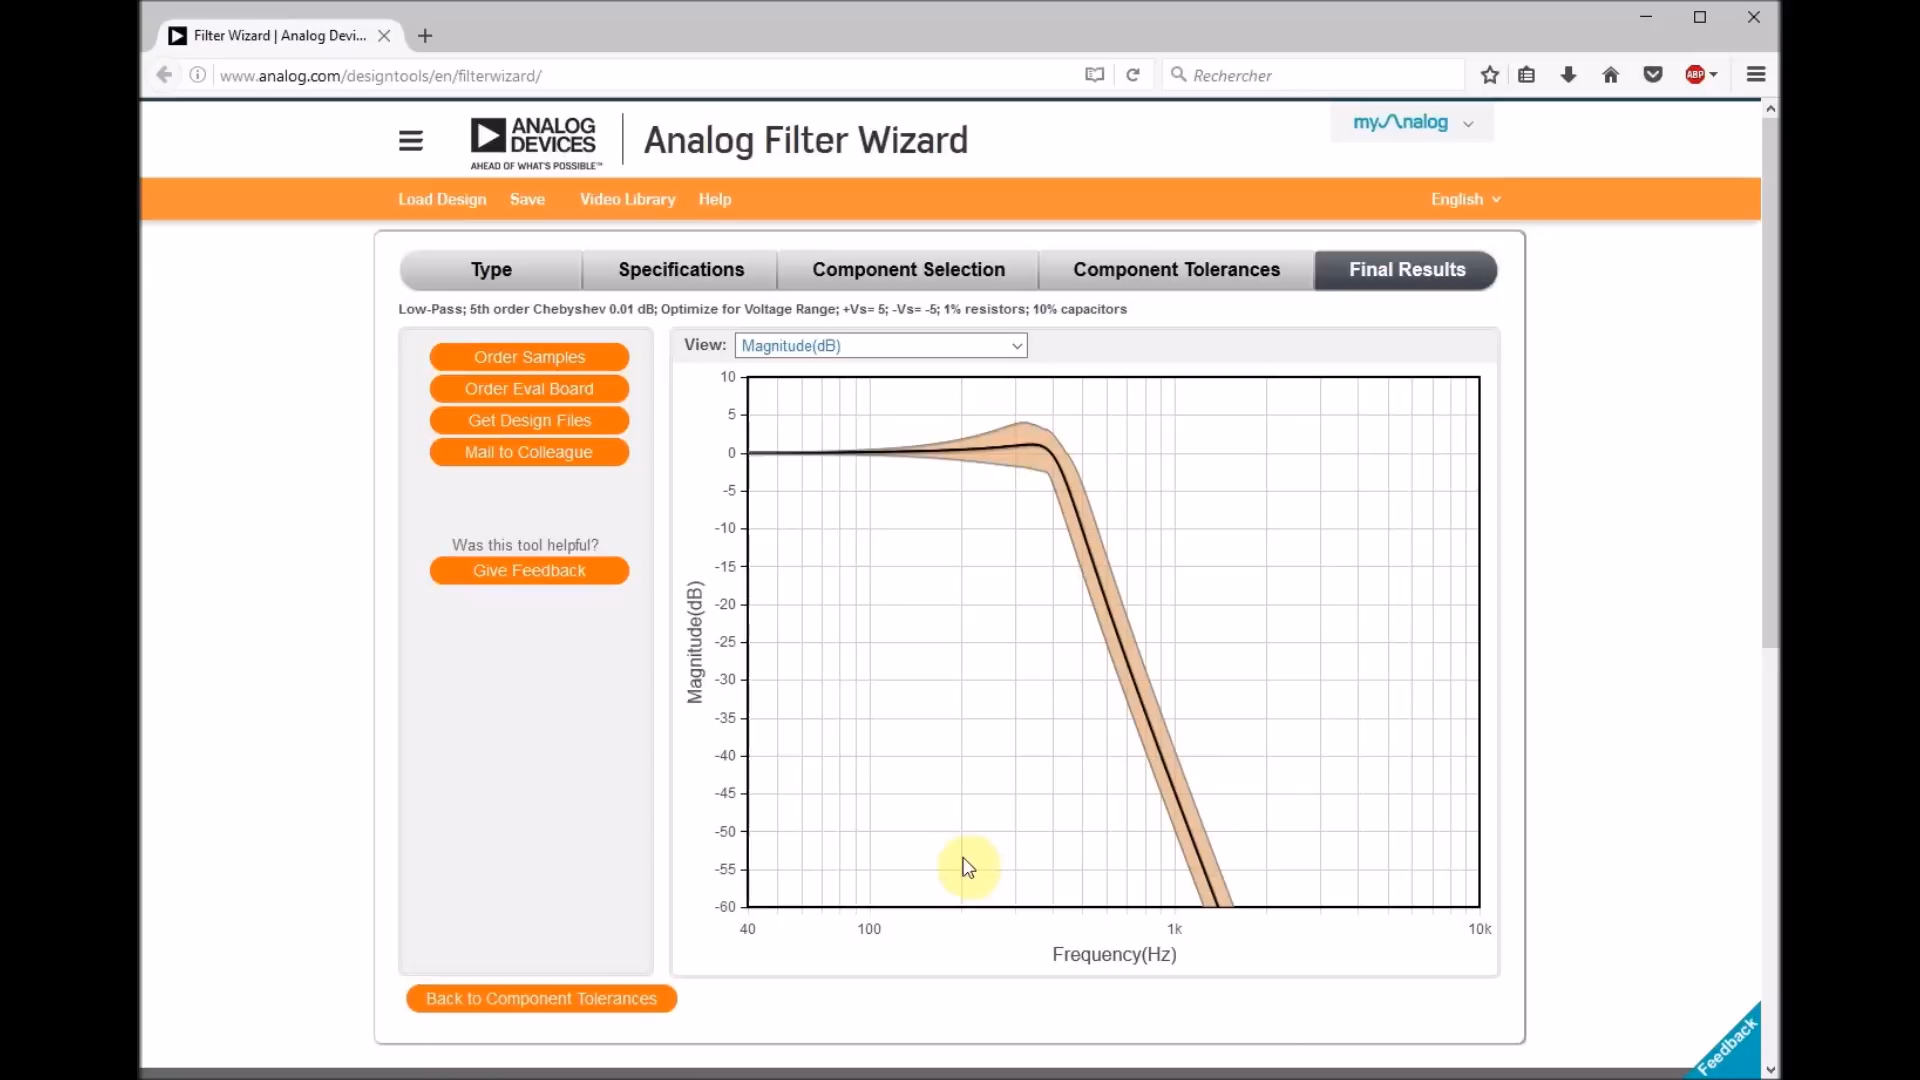 Filter Wizard | Analog Devi...
www.analog.com/designtools/en/filterwizard/
Rechercher
ABP
ANALOG DEVICES
AHEAD OF WHAT'S POSSIBLE™
Analog Filter Wizard
myAnalog
Load Design Save Video Library Help English
Type Specifications Component Selection Component Tolerances Final Results
Low-Pass; 5th order Chebyshev 0.01 dB; Optimize for Voltage Range; +Vs= 5; -Vs= -5; 1% resistors; 10% capacitors
Order Samples
Order Eval Board
Get Design Files
Mail to Colleague
Was this tool helpful?
Give Feedback
View: Magnitude(dB)
10
5
0
-5
-10
-15
-20
-25
-30
-35
-40
-45
-50
-55
-60
Magnitude(dB)
40 100 1k 10k
Frequency(Hz)
Back to Component Tolerances
Feedback